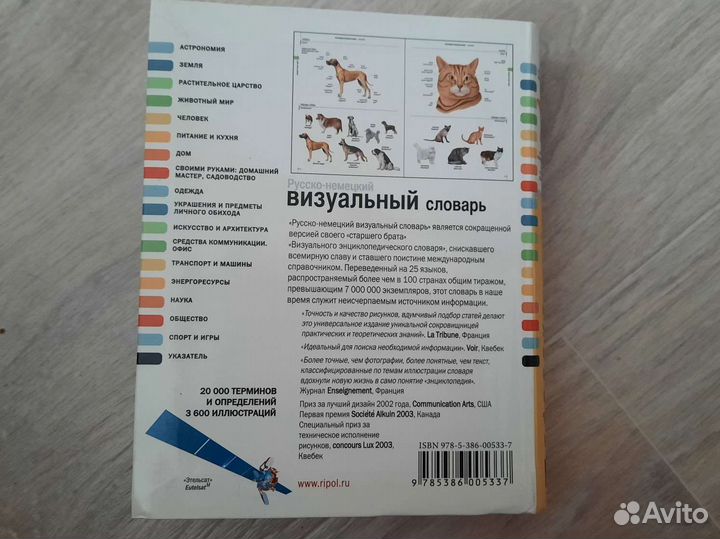 АСТРОНОМИЯ
ЗЕМЛЯ
РАСТИТЕЛЬНОЕ ЦАРСТВО
ЖИВОТНЫЙ МИР
ЧЕЛОВЕК
ПИТАНИЕ И КУХНЯ
ДОМ
СВОИМИ РУКАМИ: ДОМАШНИЙ
МАСТЕР, САДОВОДСТВО
ОДЕЖДА
УКРАШЕНИЯ И ПРЕДМЕТЫ
ЛИЧНОГО ОБИХОДА
ИСКУССТВО И АРХИТЕКТУРА
СРЕДСТВА КОММУНИКАЦИИ.
ОФИС
ТРАНСПОРТ И МАШИНЫ
ЭНЕРГОРЕСУРСЫ
НАУКА
ОБЩЕСТВО
СПОРТ И ИГРЫ
УКАЗАТЕЛЬ
20 000 ТЕРМИНОВ
И ОПРЕДЕЛЕНИЙ
3 600 ИЛЛЮСТРАЦИЙ
«Этельсат»
Eutelsat
Русско-немецкий
ВИЗУАЛЬНЫЙ СЛОВАРЬ
«Русско-немецкий визуальный словарь» является сокращенной
версией своего «старшего брата»
«Визуального энциклопедического словаря», снискавшего
всемирную славу и ставшего поистине международным
справочником. Переведенный на 25 языков,
распространяемый более чем в 100 странах общим тиражом,
превышающим 7 000 000 экземпляров, этот словарь в наше
время служит неисчерпаемым источником информации.
«Точность и качество рисунков, вдумчивый подбор статей делают
это универсальное издание уникальной сокровищницей
практических и теоретических знаний». La Tribune, Франция
«Идеальный для поиска необходимой информации». Voir, Квебек
«Более точные, чем фотографии, более понятные, чем текст,
классифицированные по темам иллюстрации словаря
вдохнули новую жизнь в само понятие «энциклопедия».
Журнал Enseignement, Франция
Приз за лучший дизайн 2002 года, Communication Arts, США
Первая премия Société Alkuin 2003, Канада
Специальный приз за
техническое исполнение
рисунков, concours Lux 2003,
Квебек
www.ripol.ru
ISBN 978-5-386-00533-7
9 785386 005337
Avito